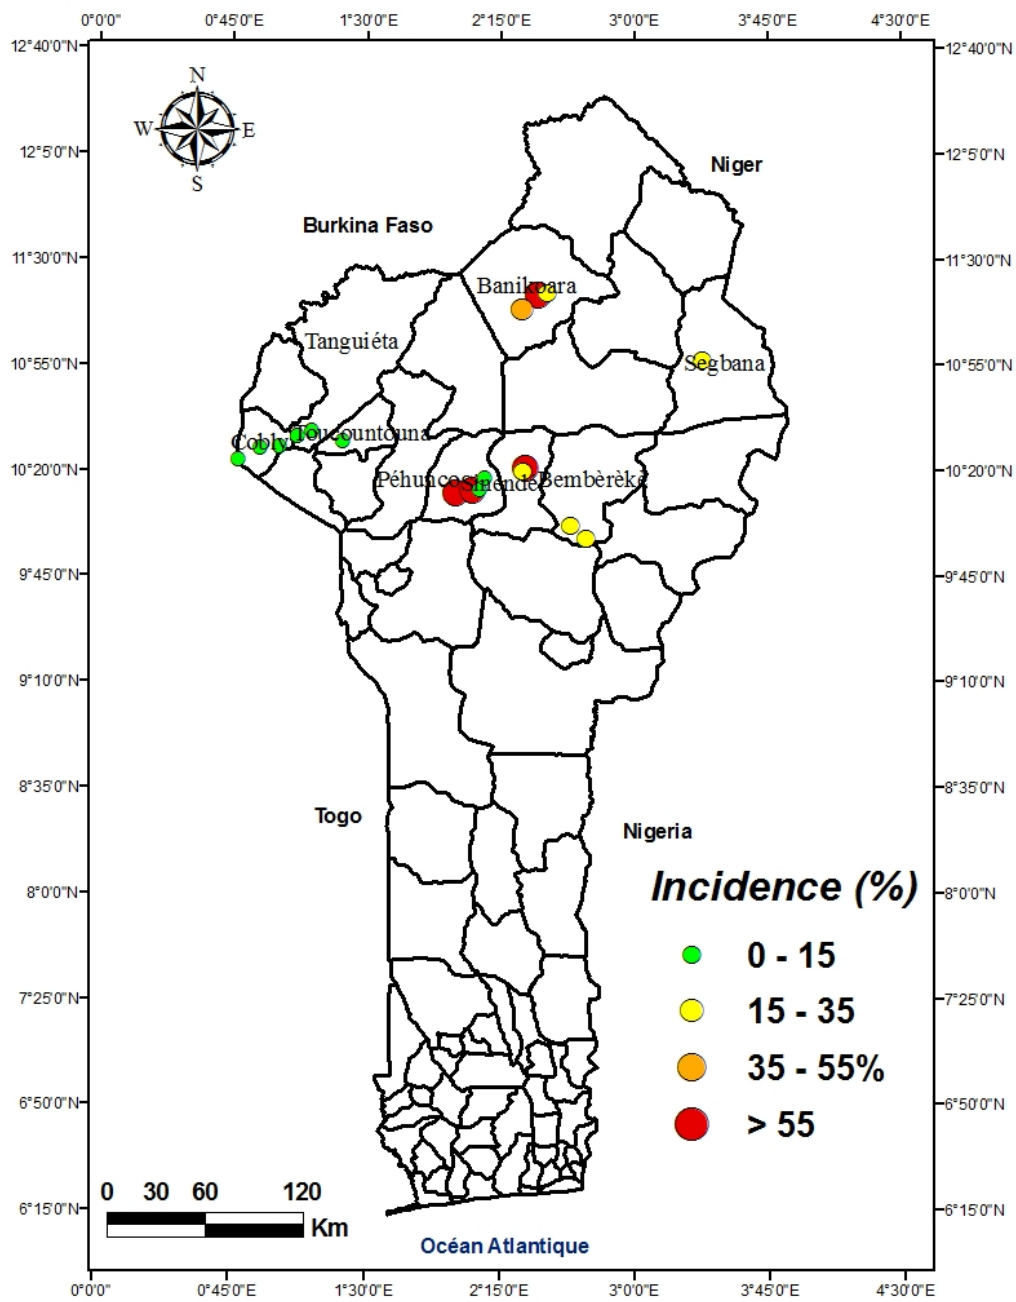 0°0'0" 0°45'0"E 1°30'0"E 2°15'0"E 3°0'0"E 3°45'0"E 4°30'0"E
12°40'0"N 12°40'0"N
N
W E
S
12°5'0"N 12°5'0"N
Niger
Burkina Faso
11°30'0"N 11°30'0"N
Banikoara
Tanguiéta
10°55'0"N Segbana 10°55'0"N
Cobly Toucountouna
10°20'0"N Péhunco Sinendé Bembèrèké 10°20'0"N
9°45'0"N 9°45'0"N
9°10'0"N 9°10'0"N
8°35'0"N 8°35'0"N
Togo
Nigeria
8°0'0"N Incidence (%) 8°0'0"N
0 - 15
7°25'0"N 15 - 35 7°25'0"N
35 - 55%
6°50'0"N 6°50'0"N
> 55
0 30 60 120
6°15'0"N Km 6°15'0"N
Océan Atlantique
0°0'0" 0°45'0"E 1°30'0"E 2°15'0"E 3°0'0"E 3°45'0"E 4°30'0"E